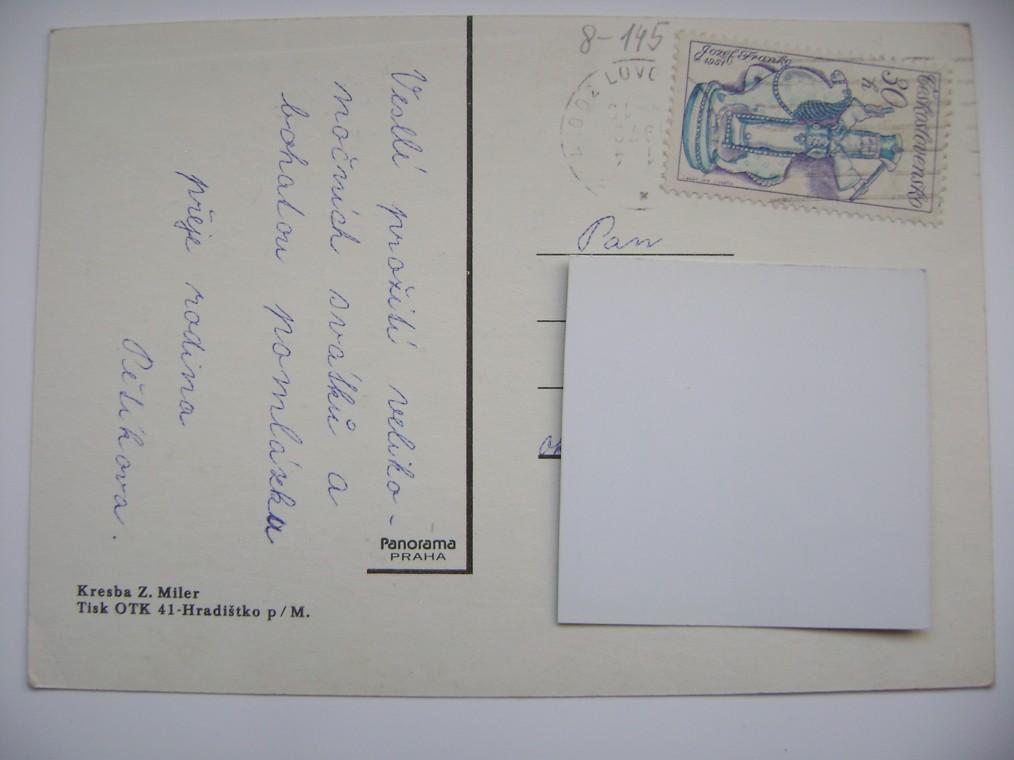 Veselé prožití veliko-
nočních svátků a
bohatou pomlázku
přeje rodina
Petíkova.
Panorama
PRAHA
Kresba Z. Miler
Tisk OTK 41-Hradištko p/M.
8-145
LOVO
Jozef Franko
1981
30
h
Československo
Pan